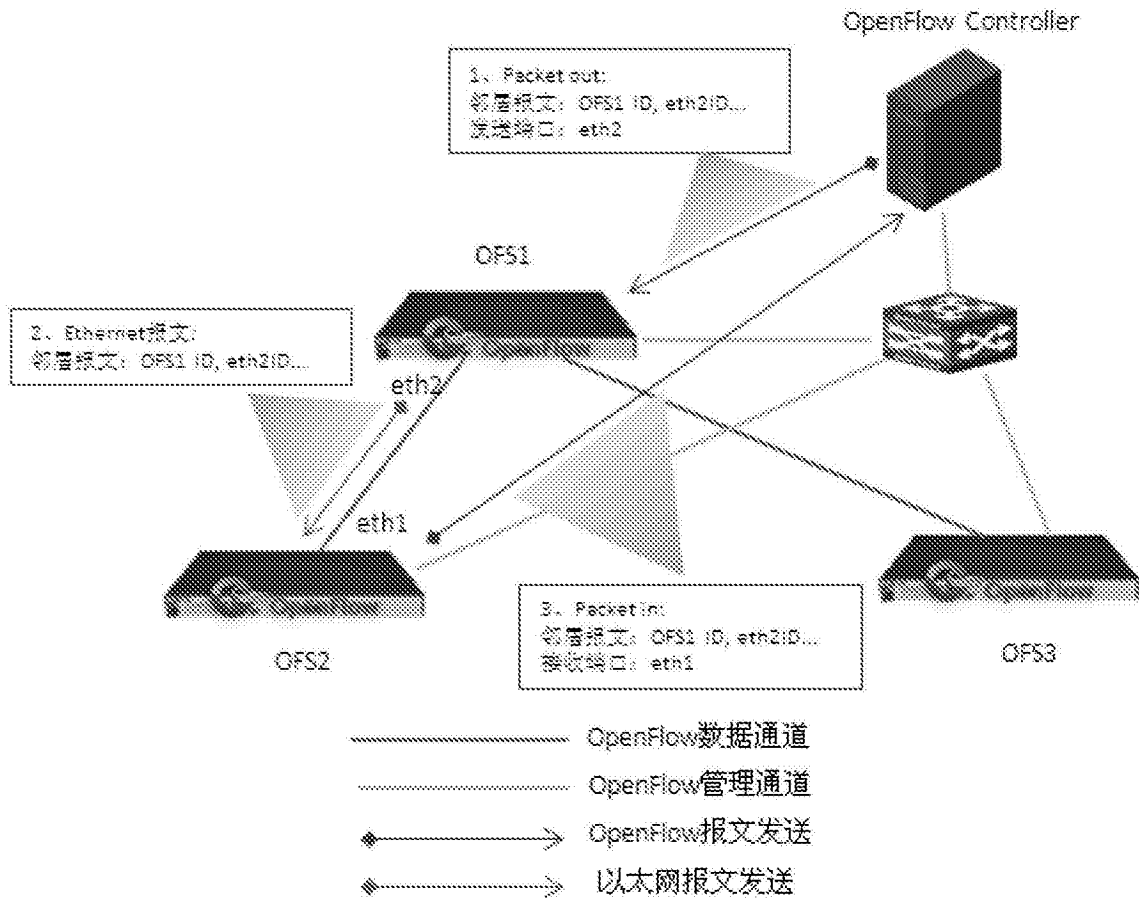 OpenFlow Controller
1、Packet out:
邻居报文：OFS1 ID, eth2ID...
发送端口：eth2
OFS1
2、Ethernet报文:
邻居报文：OFS1 ID, eth2ID...
eth2
eth1
OFS2
3、Packet in:
邻居报文：OFS1 ID, eth2ID...
接收端口：eth1
OFS3
OpenFlow数据通道
OpenFlow管理通道
OpenFlow报文发送
以太网报文发送